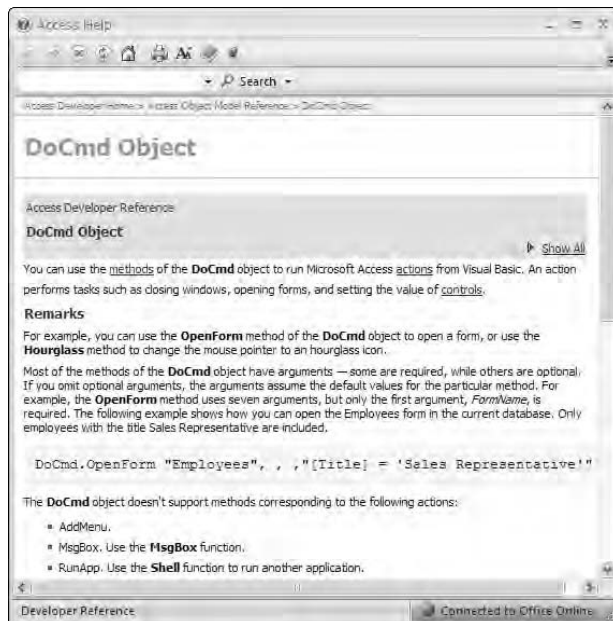 Access Help
Search
Access Developer Home > Access Object Model Reference > DoCmd Object
DoCmd Object
Access Developer Reference
DoCmd Object
Show All
You can use the methods of the DoCmd object to run Microsoft Access actions from Visual Basic. An action
performs tasks such as closing windows, opening forms, and setting the value of controls.
Remarks
For example, you can use the OpenForm method of the DoCmd object to open a form, or use the
Hourglass method to change the mouse pointer to an hourglass icon.
Most of the methods of the DoCmd object have arguments — some are required, while others are optional.
If you omit optional arguments, the arguments assume the default values for the particular method. For
example, the OpenForm method uses seven arguments, but only the first argument, FormName, is
required. The following example shows how you can open the Employees form in the current database. Only
employees with the title Sales Representative are included.
DoCmd.OpenForm "Employees", , ,"[Title] = 'Sales Representative'"
The DoCmd object doesn't support methods corresponding to the following actions:
▪ AddMenu.
▪ MsgBox. Use the MsgBox function.
▪ RunApp. Use the Shell function to run another application.
Developer Reference
Connected to Office Online